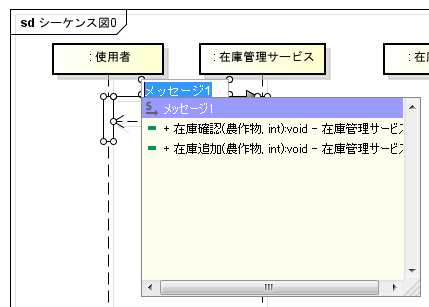 sd シーケンス図0
: 使用者
: 在庫管理サービス
: 在
メッセージ1
メッセージ1
+ 在庫確認(農作物, int):void - 在庫管理サービス
+ 在庫追加(農作物, int):void - 在庫管理サービス